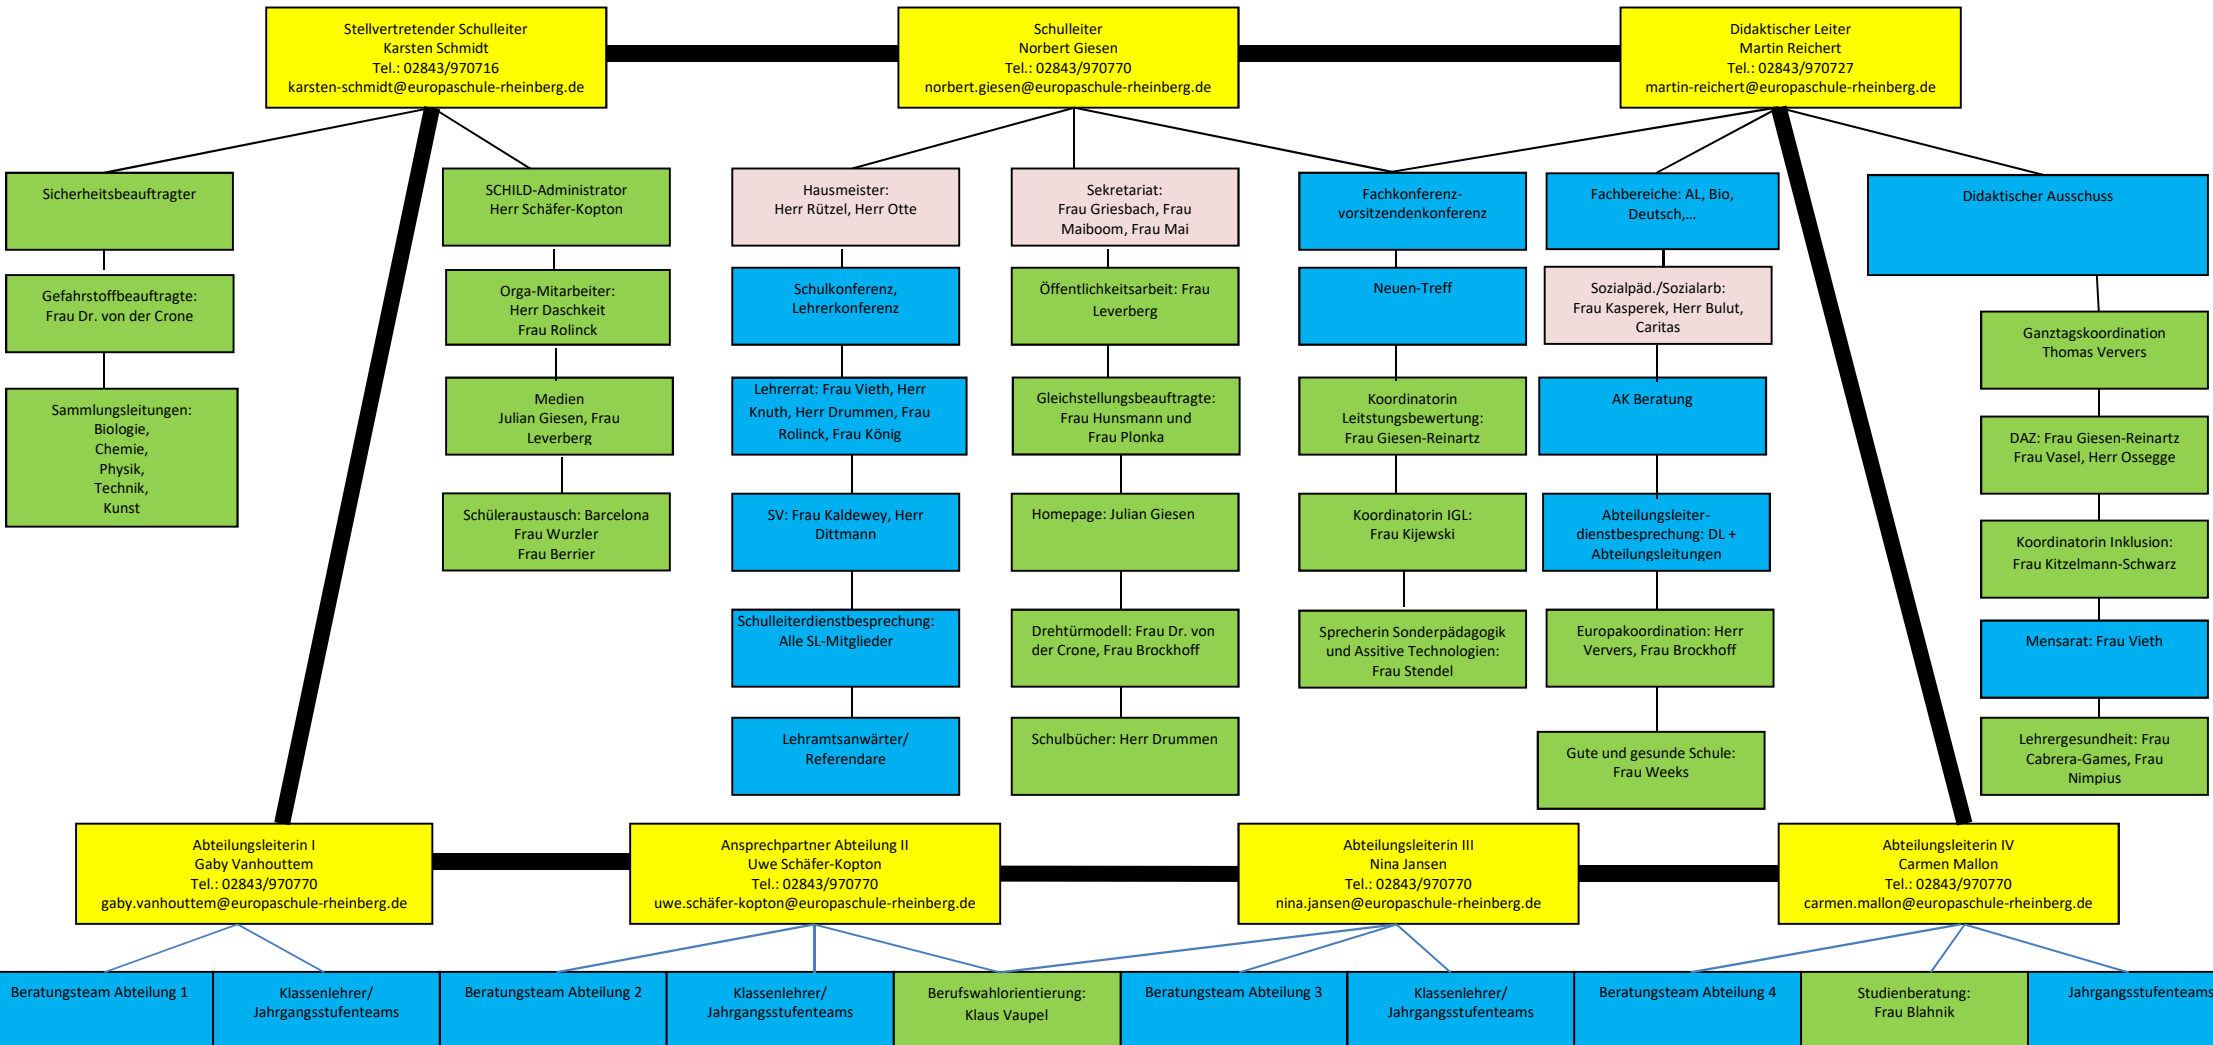 Stellvertretender Schulleiter
Karsten Schmidt
Tel.: 02843/970716
karsten-schmidt@europaschule-rheinberg.de
Schulleiter
Norbert Giesen
Tel.: 02843/970770
norbert.giesen@europaschule-rheinberg.de
Didaktischer Leiter
Martin Reichert
Tel.: 02843/970727
martin-reichert@europaschule-rheinberg.de
Sicherheitsbeauftragter
SCHILD-Administrator
Herr Schäfer-Kopton
Hausmeister:
Herr Rützel, Herr Otte
Sekretariat:
Frau Griesbach, Frau
Maiboom, Frau Mai
Fachkonferenz-
vorsitzendenkonferenz
Fachbereiche: AL, Bio,
Deutsch,...
Didaktischer Ausschuss
Gefahrstoffbeauftragte:
Frau Dr. von der Crone
Orga-Mitarbeiter:
Herr Daschkeit
Frau Rolinck
Schulkonferenz,
Lehrerkonferenz
Öffentlichkeitsarbeit: Frau
Leverberg
Neuen-Treff
Sozialpäd./Sozialarb:
Frau Kasperek, Herr Bulut,
Caritas
Ganztagskoordination
Thomas Ververs
Sammlungsleitungen:
Biologie,
Chemie,
Physik,
Technik,
Kunst
Medien
Julian Giesen, Frau
Leverberg
Lehrerrat: Frau Vieth, Herr
Knuth, Herr Drummen, Frau
Rolinck, Frau König
Gleichstellungsbeauftragte:
Frau Hunsmann und
Frau Plonka
Koordinatorin
Leitstungsbewertung:
Frau Giesen-Reinartz
AK Beratung
DAZ: Frau Giesen-Reinartz
Frau Vasel, Herr Ossegge
Schüleraustausch: Barcelona
Frau Wurzler
Frau Berrier
SV: Frau Kaldewey, Herr
Dittmann
Homepage: Julian Giesen
Koordinatorin IGL:
Frau Kijewski
Abteilungsleiter-
dienstbesprechung: DL +
Abteilungsleitungen
Koordinatorin Inklusion:
Frau Kitzelmann-Schwarz
Schulleiterdienstbesprechung:
Alle SL-Mitglieder
Drehtürmodell: Frau Dr. von
der Crone, Frau Brockhoff
Sprecherin Sonderpädagogik
und Assitive Technologien:
Frau Stendel
Europakoordination: Herr
Ververs, Frau Brockhoff
Mensarat: Frau Vieth
Lehramtsanwärter/
Referendare
Schulbücher: Herr Drummen
Gute und gesunde Schule:
Frau Weeks
Lehrergesundheit: Frau
Cabrera-Games, Frau
Nimpius
Abteilungsleiterin I
Gaby Vanhouttem
Tel.: 02843/970770
gaby.vanhouttem@europaschule-rheinberg.de
Ansprechpartner Abteilung II
Uwe Schäfer-Kopton
Tel.: 02843/970770
uwe.schäfer-kopton@europaschule-rheinberg.de
Abteilungsleiterin III
Nina Jansen
Tel.: 02843/970770
nina.jansen@europaschule-rheinberg.de
Abteilungsleiterin IV
Carmen Mallon
Tel.: 02843/970770
carmen.mallon@europaschule-rheinberg.de
Beratungsteam Abteilung 1
Klassenlehrer/
Jahrgangsstufenteams
Beratungsteam Abteilung 2
Klassenlehrer/
Jahrgangsstufenteams
Berufswahlorientierung:
Klaus Vaupel
Beratungsteam Abteilung 3
Klassenlehrer/
Jahrgangsstufenteams
Beratungsteam Abteilung 4
Studienberatung:
Frau Blahnik
Jahrgangsstufenteams